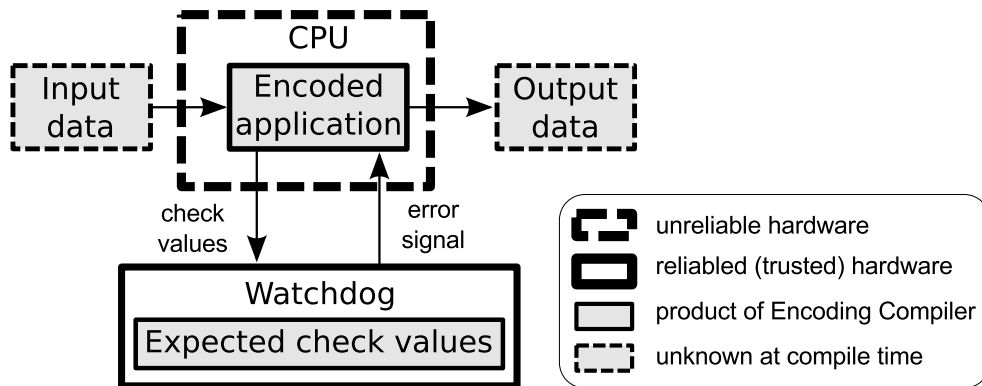 CPU
Input
data
Encoded
application
Output
data
check
values
error
signal
Watchdog
Expected check values
unreliable hardware
reliabled (trusted) hardware
product of Encoding Compiler
unknown at compile time